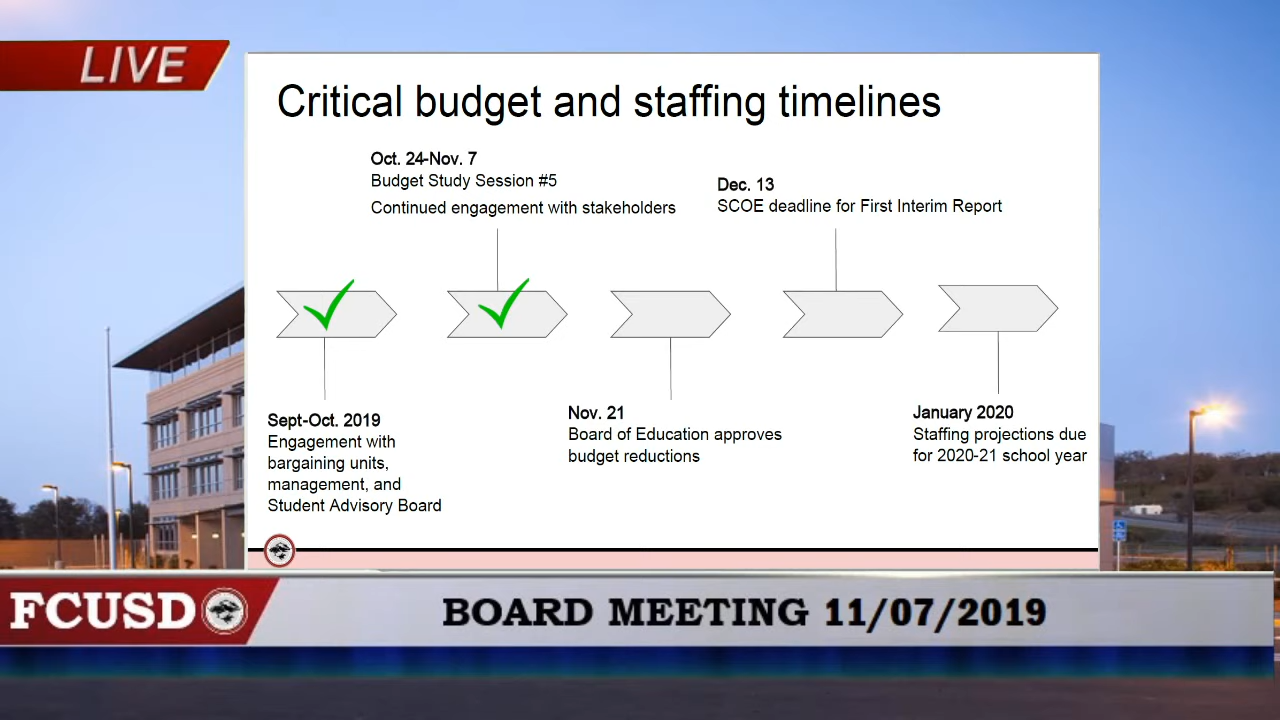 LIVE
Critical budget and staffing timelines
Oct. 24-Nov. 7
Budget Study Session #5
Continued engagement with stakeholders
Dec. 13
SCOE deadline for First Interim Report
Sept-Oct. 2019
Engagement with
bargaining units,
management, and
Student Advisory Board
Nov. 21
Board of Education approves
budget reductions
January 2020
Staffing projections due
for 2020-21 school year
FCUSD
BOARD MEETING 11/07/2019